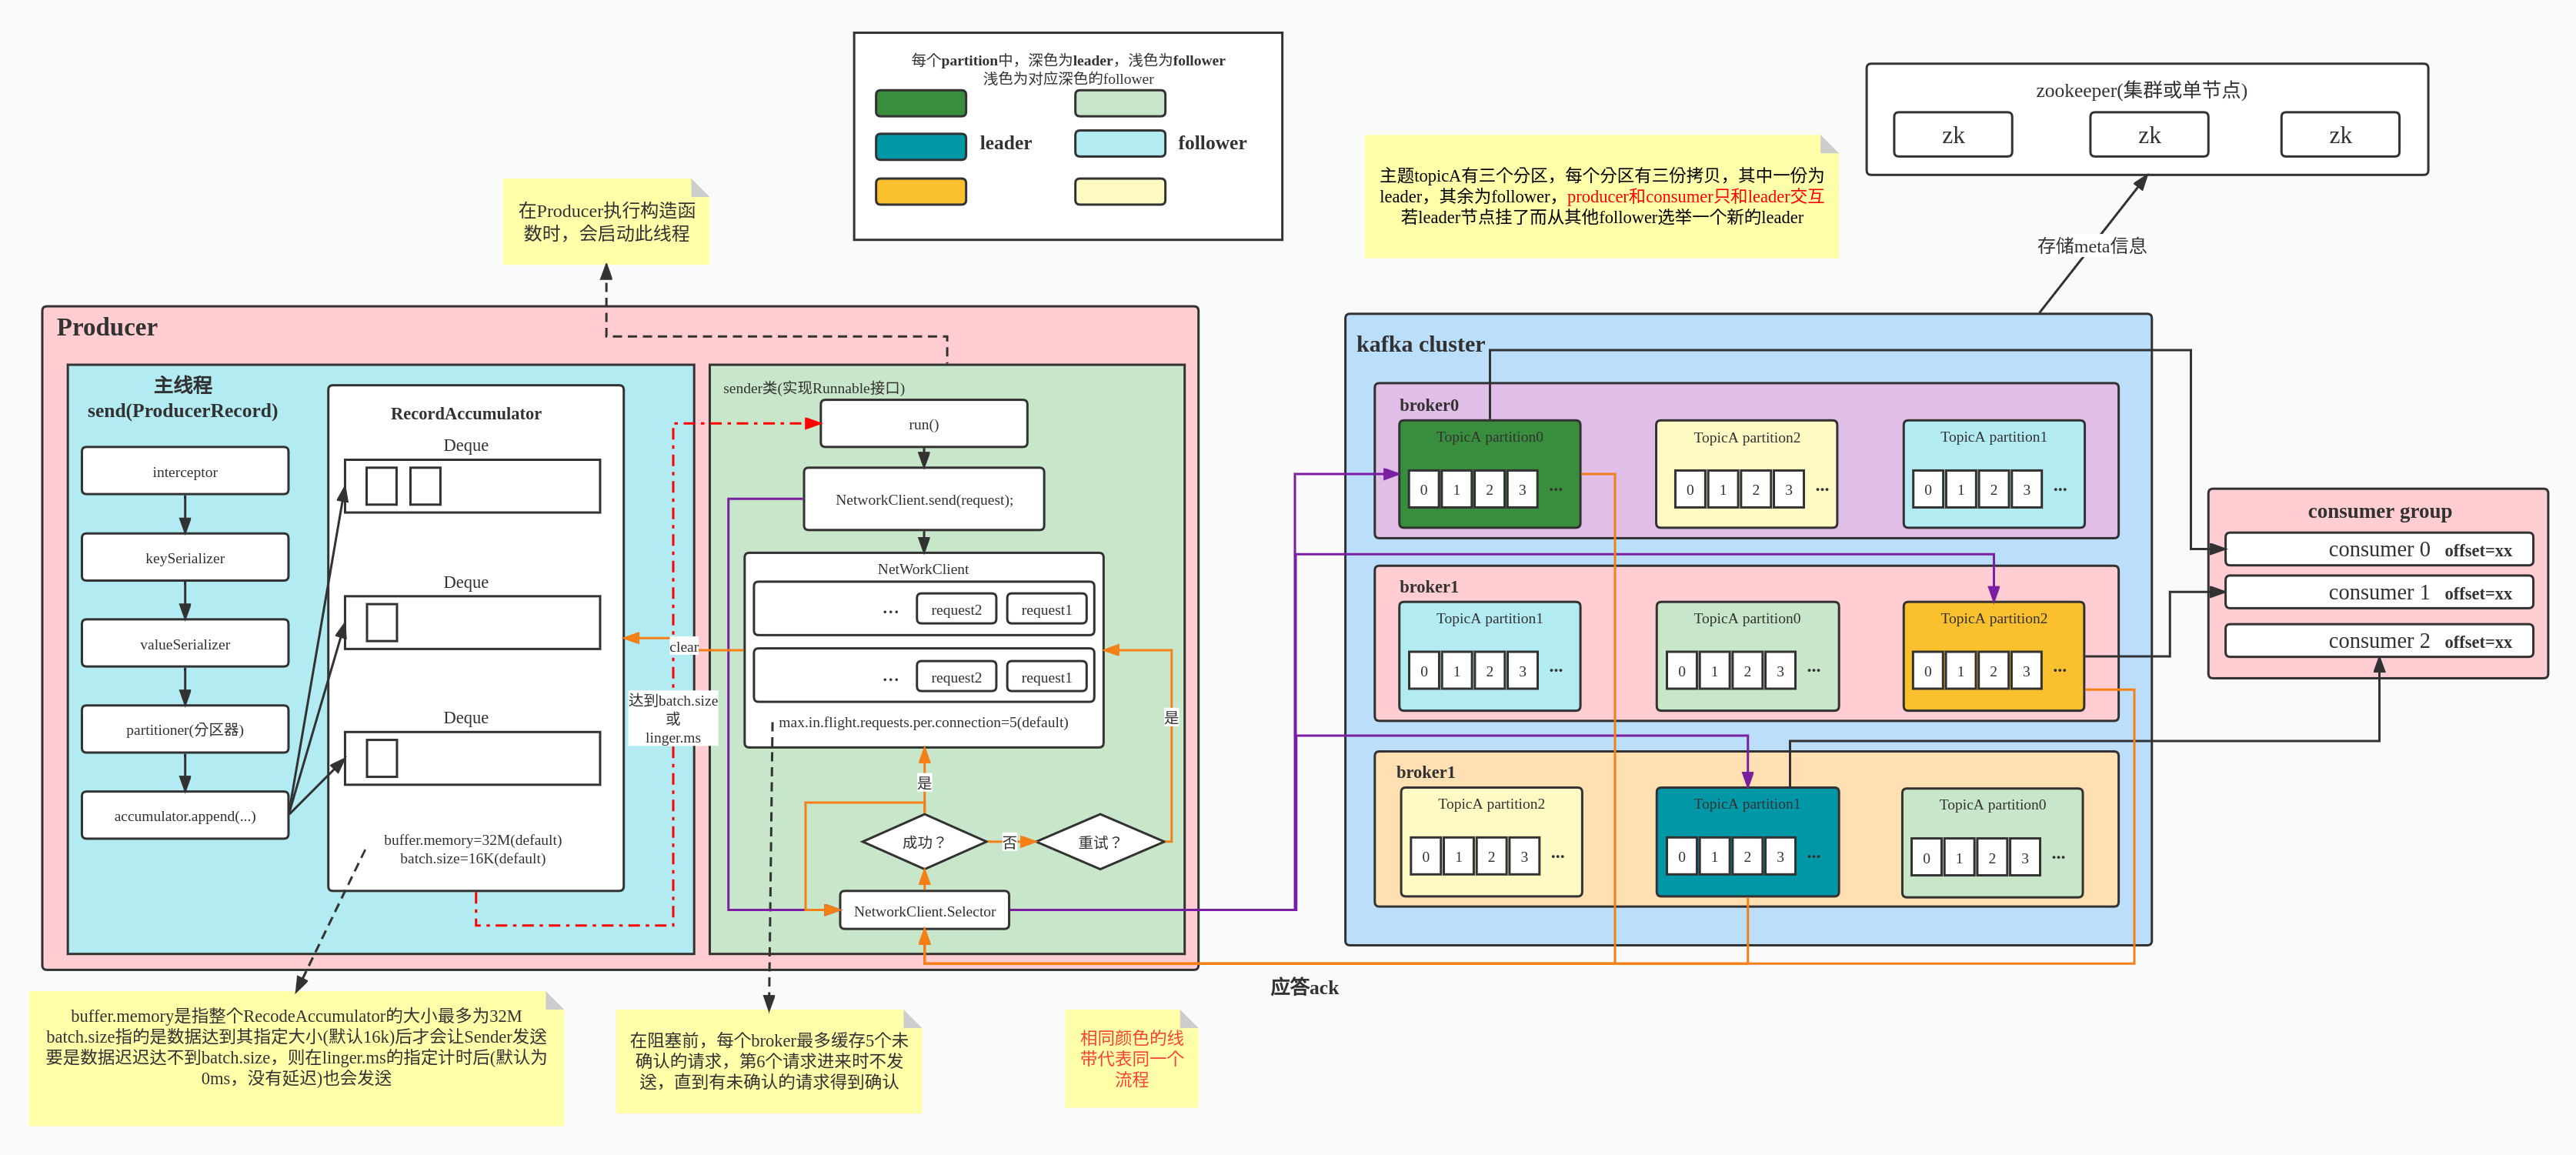 每个partition中，深色为leader，浅色为follower
浅色为对应深色的follower
leader
follower
zookeeper(集群或单节点)
zk
zk
zk
主题topicA有三个分区，每个分区有三份拷贝，其中一份为
leader，其余为follower，producer和consumer只和leader交互
若leader节点挂了而从其他follower选举一个新的leader
在Producer执行构造函
数时，会启动此线程
存储meta信息
Producer
主线程
send(ProducerRecord)
interceptor
keySerializer
valueSerializer
partitioner(分区器)
accumulator.append(...)
RecordAccumulator
Deque
Deque
Deque
buffer.memory=32M(default)
batch.size=16K(default)
clear
达到batch.size
或
linger.ms
sender类(实现Runnable接口)
run()
NetworkClient.send(request);
NetWorkClient
... request2 request1
... request2 request1
max.in.flight.requests.per.connection=5(default)
是
是
成功？
否
重试？
NetworkClient.Selector
kafka cluster
broker0
TopicA partition0
0 1 2 3 ...
TopicA partition2
0 1 2 3 ...
TopicA partition1
0 1 2 3 ...
broker1
TopicA partition1
0 1 2 3 ...
TopicA partition0
0 1 2 3 ...
TopicA partition2
0 1 2 3 ...
broker1
TopicA partition2
0 1 2 3 ...
TopicA partition1
0 1 2 3 ...
TopicA partition0
0 1 2 3 ...
consumer group
consumer 0 offset=xx
consumer 1 offset=xx
consumer 2 offset=xx
应答ack
buffer.memory是指整个RecodeAccumulator的大小最多为32M
batch.size指的是数据达到其指定大小(默认16k)后才会让Sender发送
要是数据迟迟达不到batch.size，则在linger.ms的指定计时后(默认为
0ms，没有延迟)也会发送
在阻塞前，每个broker最多缓存5个未
确认的请求，第6个请求进来时不发
送，直到有未确认的请求得到确认
相同颜色的线
带代表同一个
流程